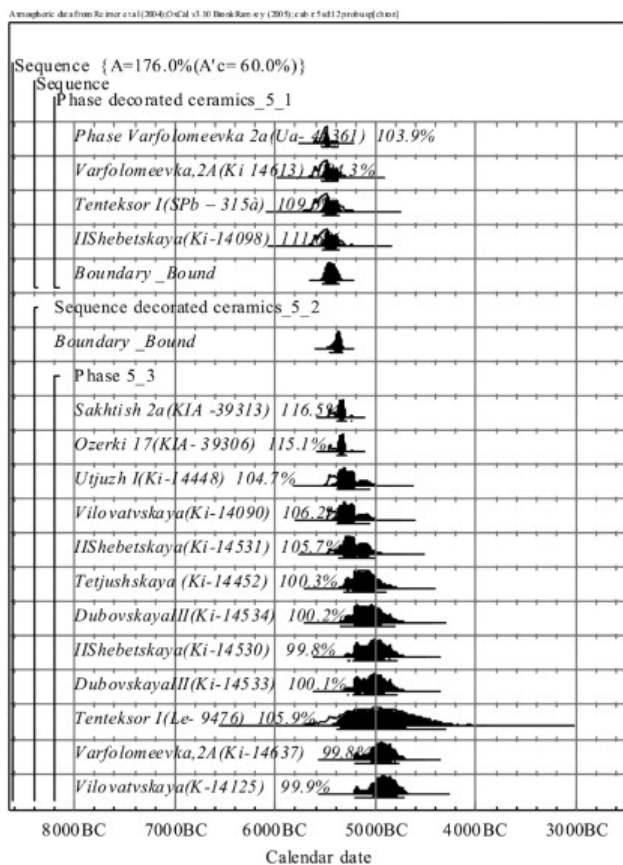 Atmospheric data from Reimer et al (2004);OxCal v3.10 Bronk Ramsey (2005); cub r:5 sd:12 prob usp[chron]
Sequence {A=176.0%(A'c= 60.0%)}
Sequence
Phase decorated ceramics_5_1
Phase Varfolomeevka 2a(Ua- 41361) 103.9%
Varfolomeevka,2A(Ki 14613) .3%
Tenteksor I(SPb – 315à) 109.
IIShebetskaya(Ki-14098) 111.
Boundary _Bound
Sequence decorated ceramics_5_2
Boundary _Bound
Phase 5_3
Sakhtish 2a(KIA -39313) 116.5%
Ozerki 17(KIA- 39306) 115.1%
Utjuzh I(Ki-14448) 104.7%
Vilovatvskaya(Ki-14090) 106.2%
IIShebetskaya(Ki-14531) 105.7%
Tetjushskaya (Ki-14452) 100.3%
DubovskayaIII(Ki-14534) 100.2%
IIShebetskaya(Ki-14530) 99.8%
DubovskayaIII(Ki-14533) 100.1%
Tenteksor I(Le- 9476) 105.9%
Varfolomeevka,2A(Ki-14637) 99.8%
Vilovatvskaya(K-14125) 99.9%
8000BC 7000BC 6000BC 5000BC 4000BC 3000BC
Calendar date